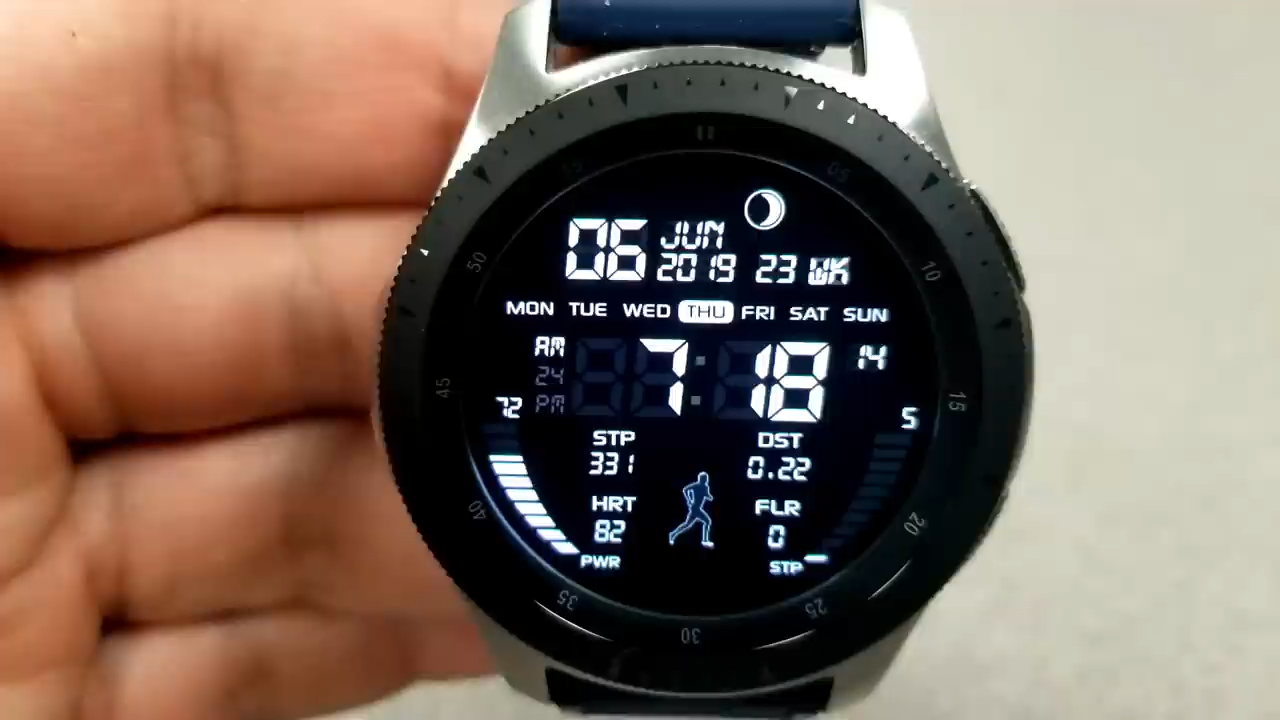 06 JUN
2019 23 WK
MON TUE WED THU FRI SAT SUN
AM
24
PM
7:18 14
72
5
STP
331
DST
0.22
HRT
82
FLR
0
PWR
STP
05
10
15
20
25
30
35
40
45
50
55